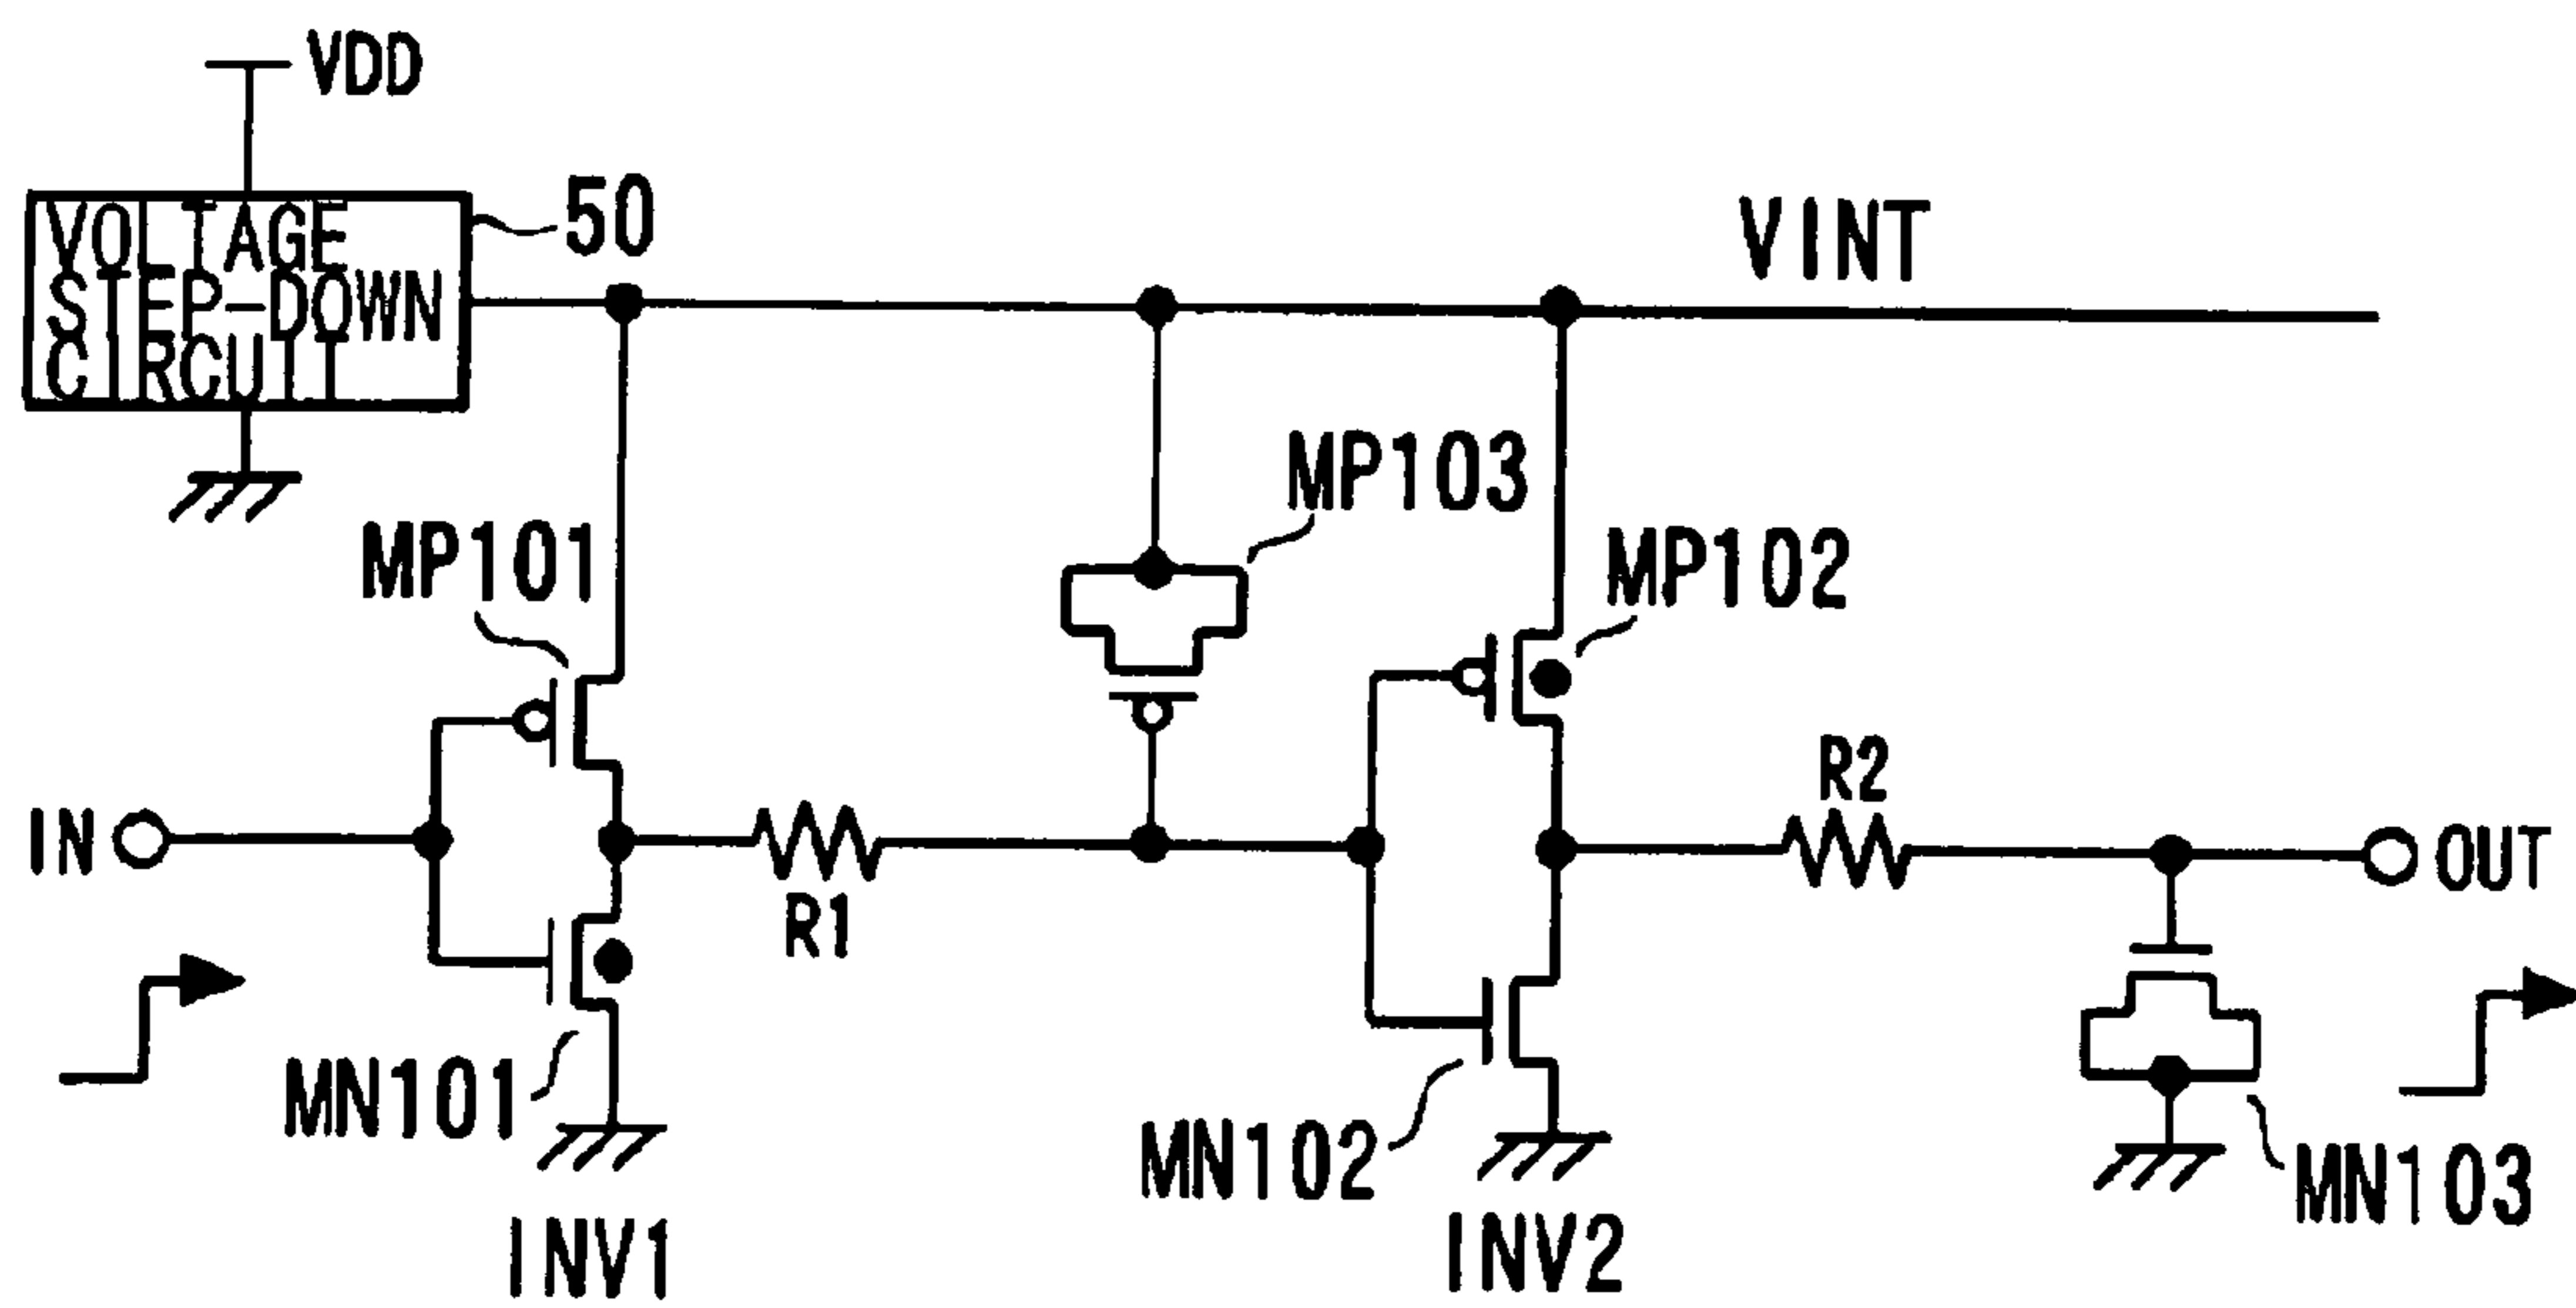 VDD
VOLTAGE
STEP-DOWN
CIRCUIT
50
VINT
MP103
MP101
MP102
R2
IN
OUT
R1
MN101
MN102
MN103
INV1
INV2